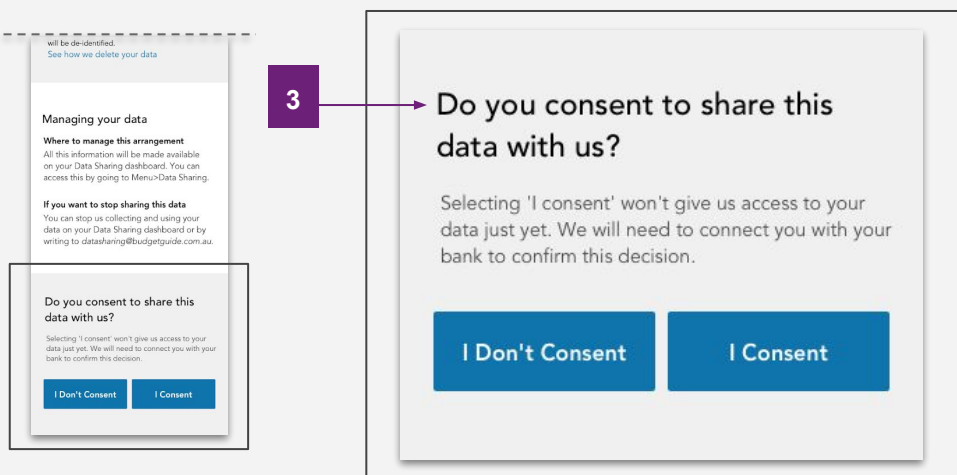 will be de-identified.
See how we delete your data
Managing your data
Where to manage this arrangement
All this information will be made available
on your Data Sharing dashboard. You can
access this by going to Menu>Data Sharing.
If you want to stop sharing this data
You can stop us collecting and using your
data on your Data Sharing dashboard or by
writing to datasharing@budgetguide.com.au.
Do you consent to share this
data with us?
Selecting 'I consent' won't give us access to your
data just yet. We will need to connect you with your
bank to confirm this decision.
I Don't Consent
I Consent
3
Do you consent to share this
data with us?
Selecting 'I consent' won't give us access to your
data just yet. We will need to connect you with your
bank to confirm this decision.
I Don't Consent
I Consent